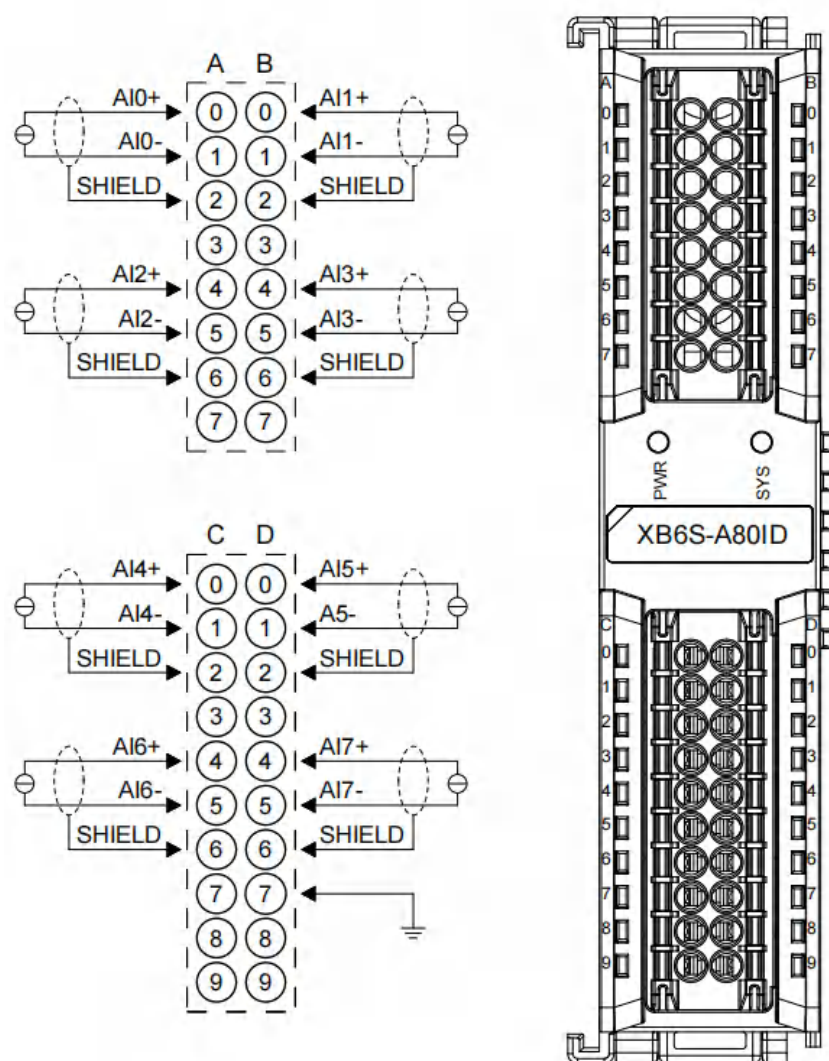 A B
AI0+ 0 0 AI1+
AI0- 1 1 AI1-
SHIELD 2 2 SHIELD
3 3
AI2+ 4 4 AI3+
AI2- 5 5 AI3-
SHIELD 6 6 SHIELD
7 7
C D
AI4+ 0 0 AI5+
AI4- 1 1 A5-
SHIELD 2 2 SHIELD
3 3
AI6+ 4 4 AI7+
AI6- 5 5 AI7-
SHIELD 6 6 SHIELD
7 7
8 8
9 9
A B
0 0
1 1
2 2
3 3
4 4
5 5
6 6
7 7
PWR SYS
XB6S-A80ID
C D
0 0
1 1
2 2
3 3
4 4
5 5
6 6
7 7
8 8
9 9